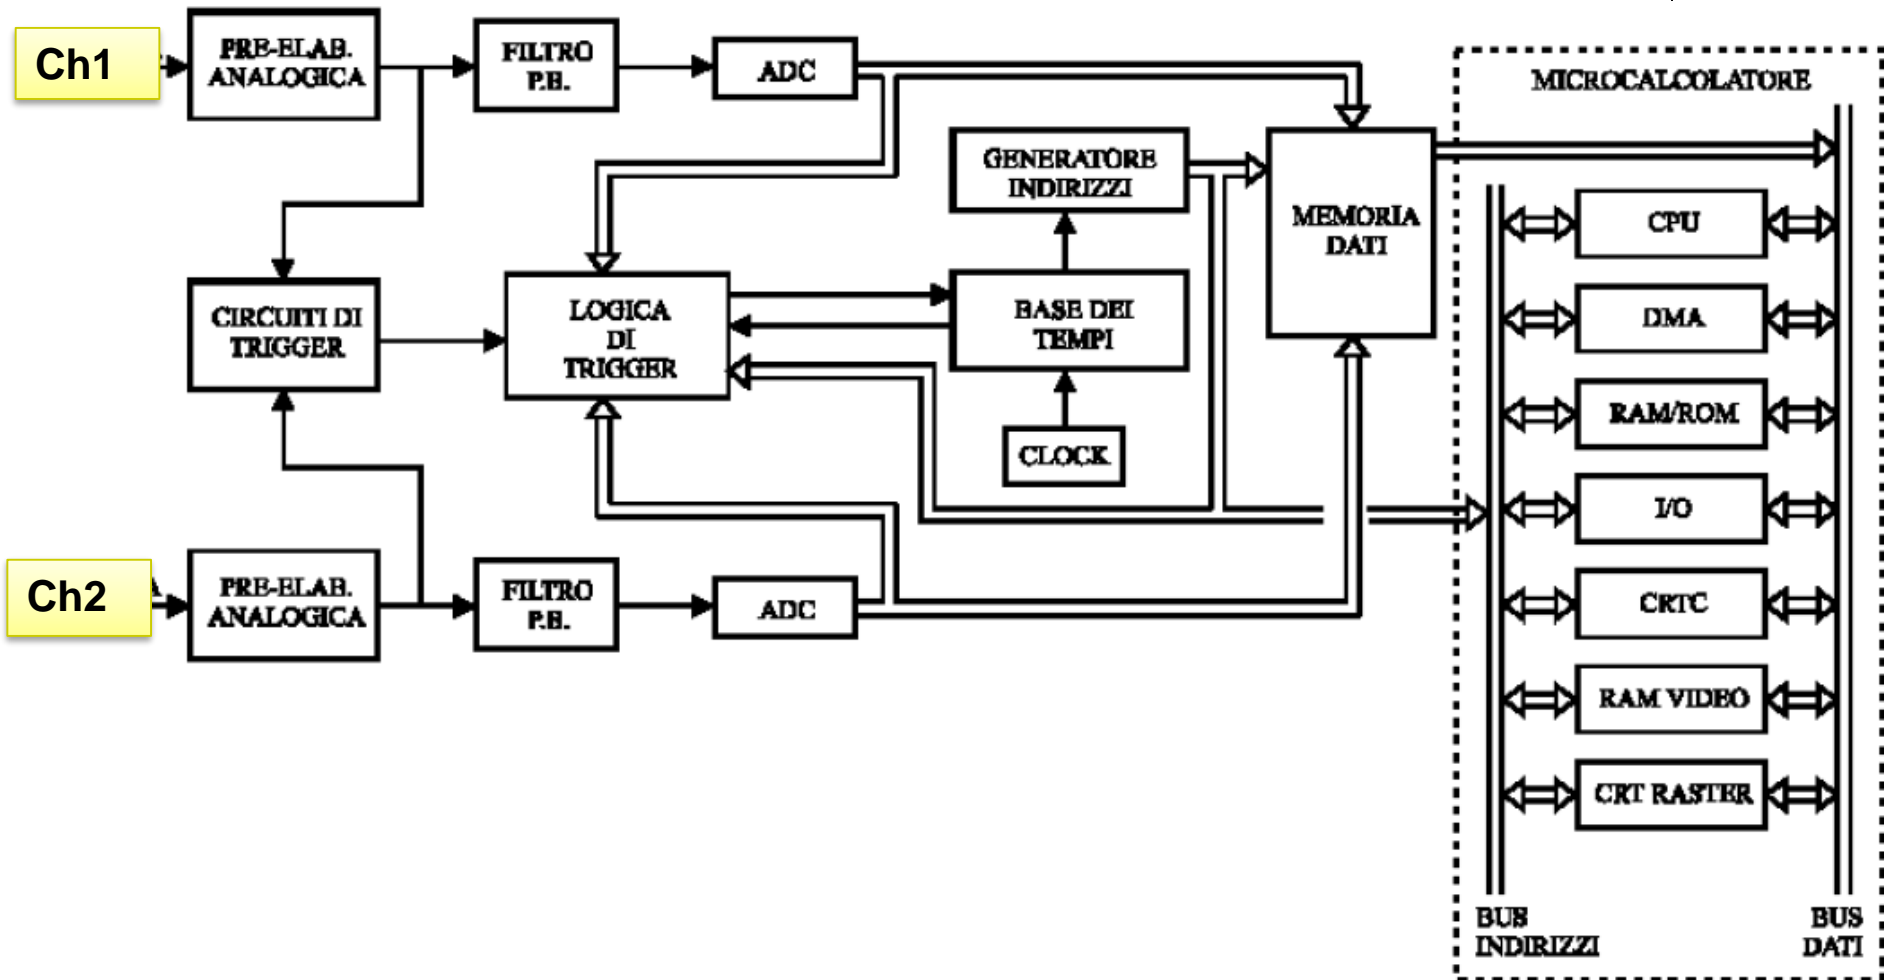 Ch1
PRE-ELAB.
ANALOGICA
FILTRO
P.B.
ADC
MICROCALCOLATORE
GENERATORE
INDIRIZZI
MEMORIA
DATI
CPU
CIRCUITI DI
TRIGGER
LOGICA
DI
TRIGGER
BASE DEI
TEMPI
DMA
CLOCK
RAM/ROM
I/O
Ch2
PRE-ELAB.
ANALOGICA
FILTRO
P.B.
ADC
CRTC
RAM VIDEO
CRT RASTER
BUS
INDIRIZZI
BUS
DATI